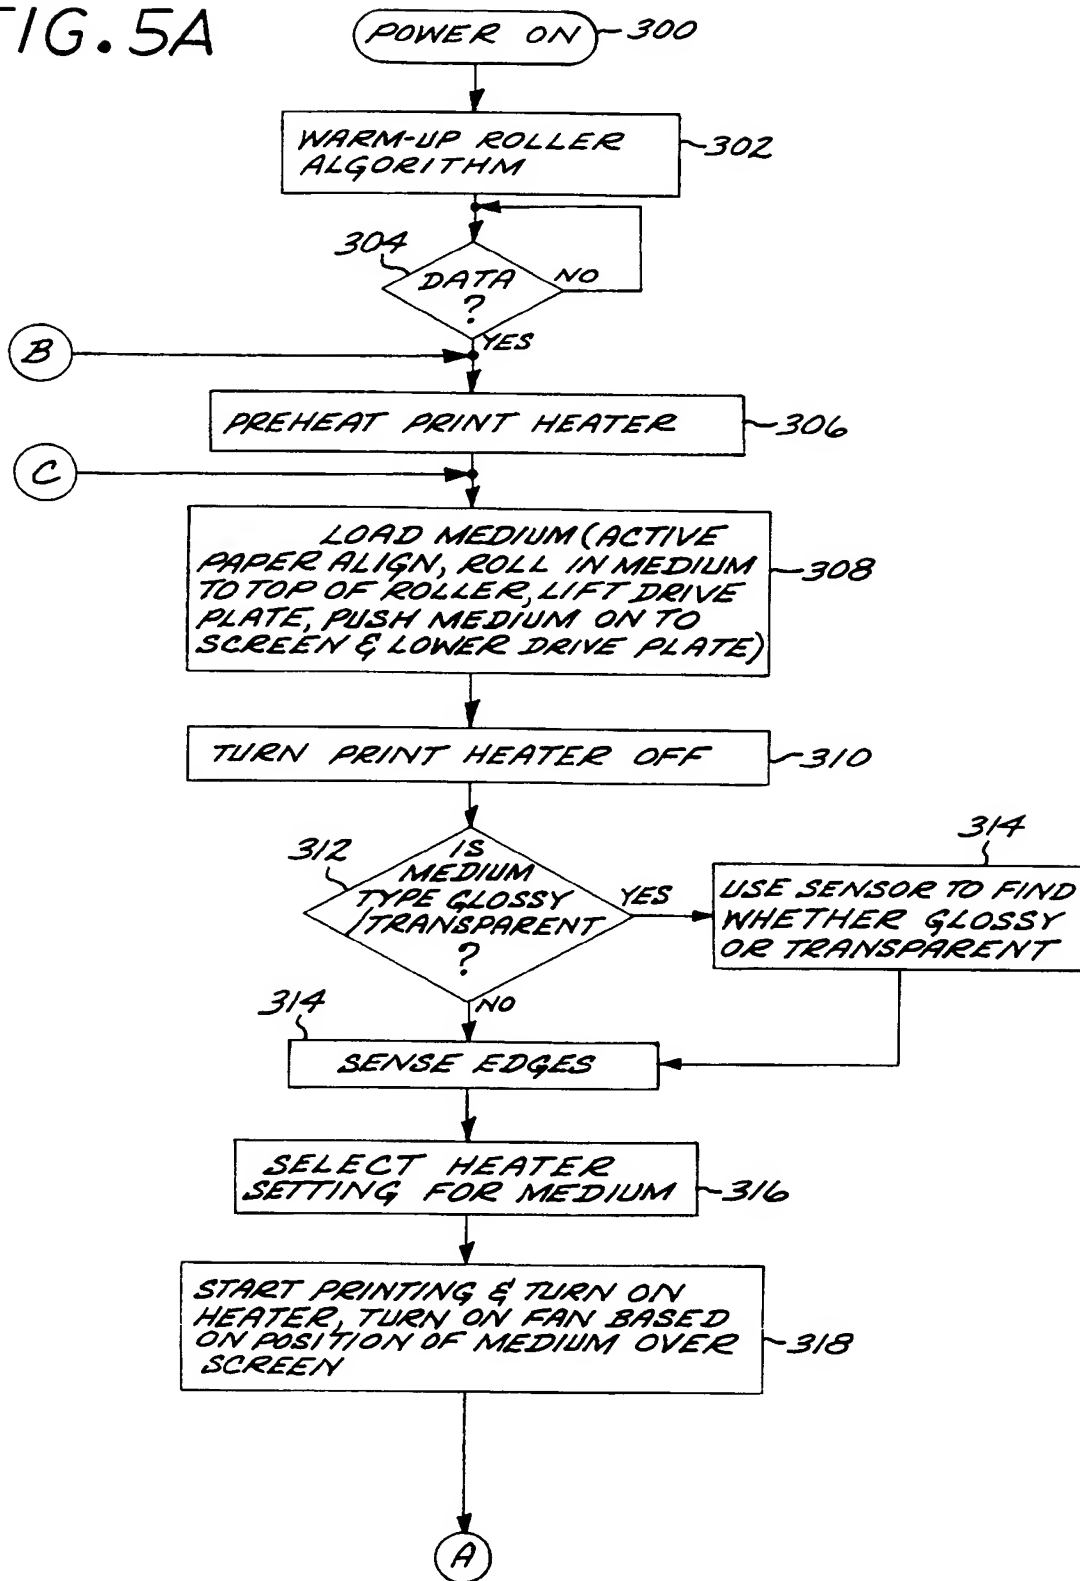 FIG. 5A
POWER ON
300
WARM-UP ROLLER
ALGORITHM
302
304
DATA
?
NO
YES
B
PREHEAT PRINT HEATER
306
C
LOAD MEDIUM (ACTIVE
PAPER ALIGN, ROLL IN MEDIUM
TO TOP OF ROLLER, LIFT DRIVE
PLATE, PUSH MEDIUM ON TO
SCREEN & LOWER DRIVE PLATE)
308
TURN PRINT HEATER OFF
310
312
IS
MEDIUM
TYPE GLOSSY
/TRANSPARENT
?
YES
NO
314
USE SENSOR TO FIND
WHETHER GLOSSY
OR TRANSPARENT
314
SENSE EDGES
SELECT HEATER
SETTING FOR MEDIUM
316
START PRINTING & TURN ON
HEATER, TURN ON FAN BASED
ON POSITION OF MEDIUM OVER
SCREEN
318
A